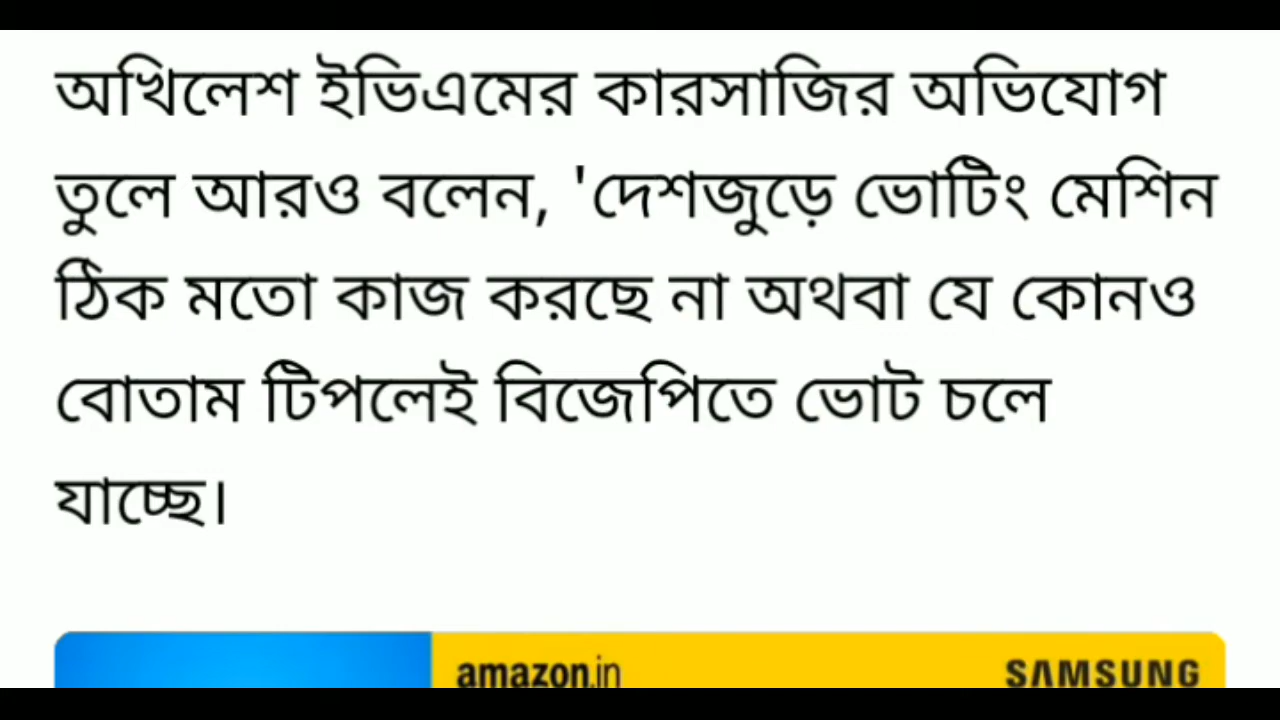 অখিলেশ ইভিএমের কারসাজির অভিযোগ
তুলে আরও বলেন, 'দেশজুড়ে ভোটিং মেশিন
ঠিক মতো কাজ করছে না অথবা যে কোনও
বোতাম টিপলেই বিজেপিতে ভোট চলে
যাচ্ছে।
amazon.in SAMSUNG